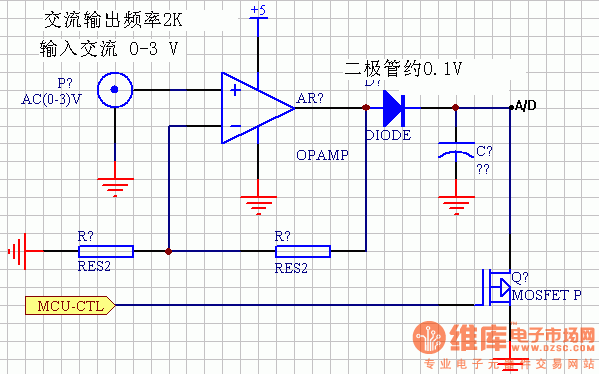 交流输出频率2K
+5
输入交流 0-3 V
二极管约0.1V
P?
AC(0-3)V
AR?
A/D
DIODE
OPAMP
C?
??
R?
RES2
R?
RES2
Q?
MOSFET P
MCU-CTL
维库电子市场网
WWW.DZSC.COM
专业电子元器件交易网站